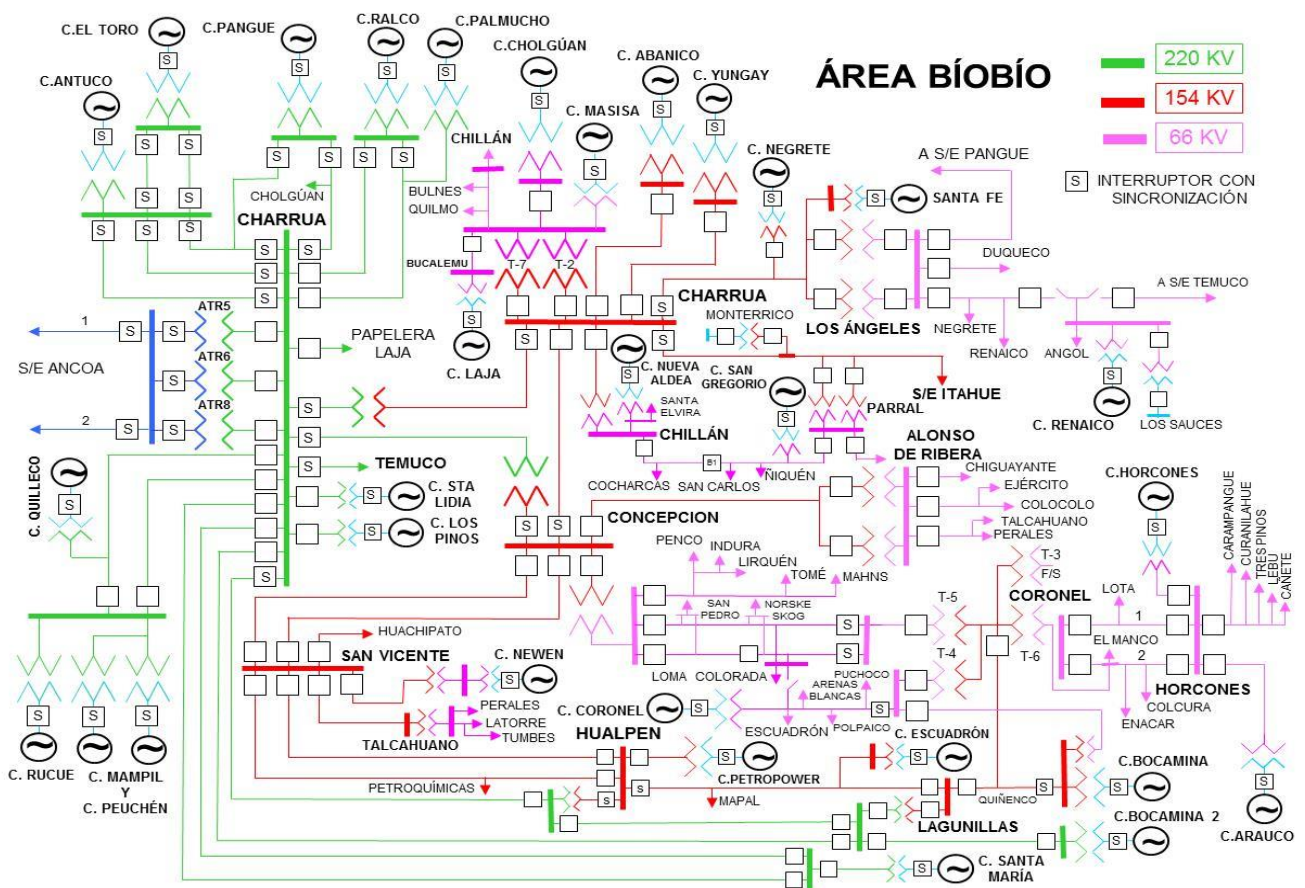 ÁREA BÍOBÍO
220 KV
154 KV
66 KV
S INTERRUPTOR CON
SINCRONIZACIÓN
C.EL TORO
C.PANGUE
C.RALCO
C.PALMUCHO
C.CHOLGÚAN
C. ABANICO
C. YUNGAY
C.ANTUCO
C. MASISA
C. NEGRETE
A S/E PANGUE
SANTA FE
CHILLÁN
BULNES
QUILMO
CHOLGÚAN
CHARRUA
BUCALEMU
T-7
T-2
C. LAJA
CHARRUA
MONTERRICO
LOS ÁNGELES
DUQUECO
NEGRETE
RENAICO
ANGOL
A S/E TEMUCO
C. RENAICO
LOS SAUCES
ATR5
ATR6
ATR8
1
S/E ANCOA
2
PAPELERA
LAJA
C. NUEVA
ALDEA
C. SAN
GREGORIO
SANTA
ELVIRA
CHILLÁN
S/E ITAHUE
PARRAL
B1
COCHARCAS
SAN CARLOS
ÑIQUÉN
ALONSO
DE RIBERA
CHIGUAYANTE
EJÉRCITO
COLOCOLO
TALCAHUANO
PERALES
C. QUILLECO
TEMUCO
C. STA
LIDIA
C. LOS
PINOS
CONCEPCION
PENCO
INDURA
LIRQUÉN
TOMÉ
MAHNS
SAN
PEDRO
NORSKE
SKOG
T-5
T-4
T-3
F/S
CORONEL
T-6
LOTA
1
EL MANCO
2
COLCURA
ENACAR
C.HORCONES
CARAMPANGUE
CURANILAHUE
TRES PINOS
LEBU
CAÑETE
HORCONES
C.ARAUCO
HUACHIPATO
SAN VICENTE
C. NEWEN
PERALES
LATORRE
TUMBES
TALCAHUANO
LOMA COLORADA
PUCHOCO
ARENAS
BLANCAS
C. CORONEL
ESCUADRÓN
POLPAICO
HUALPEN
C.PETROPOWER
C. ESCUADRÓN
PETROQUÍMICAS
MAPAL
LAGUNILLAS
QUIÑENCO
C.BOCAMINA
C.BOCAMINA 2
C. SANTA
MARÍA
C. RUCUE
C. MAMPIL
Y
C. PEUCHÉN